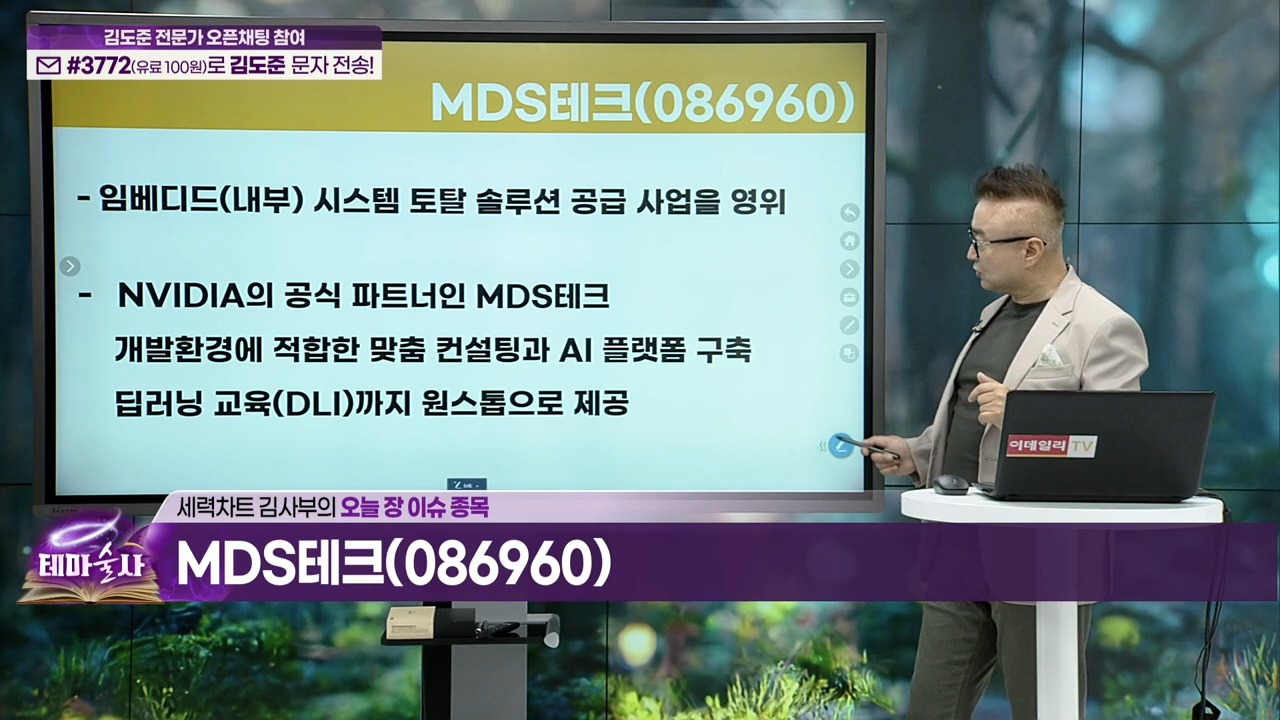 김도준 전문가 오픈채팅 참여
#3772(유료 100원)로 김도준 문자 전송!
MDS테크(086960)
- 임베디드(내부) 시스템 토탈 솔루션 공급 사업을 영위
- NVIDIA의 공식 파트너인 MDS테크
개발환경에 적합한 맞춤 컨설팅과 AI 플랫폼 구축
딥러닝 교육(DLI)까지 원스톱으로 제공
이데일리 TV
세력차트 김사부의 오늘 장 이슈 종목
테마술사
MDS테크(086960)